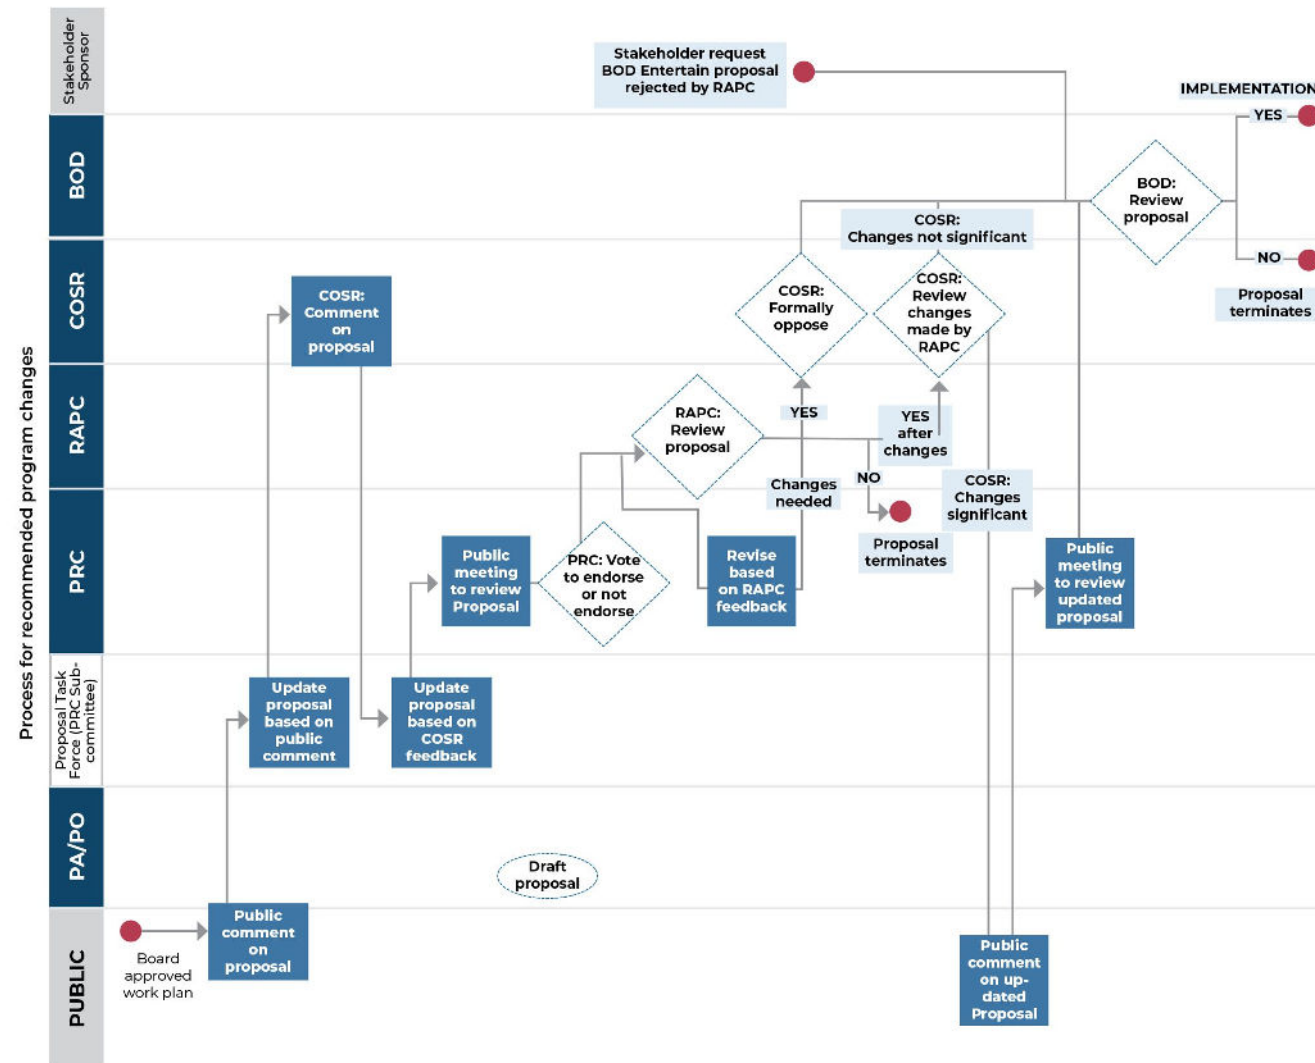 Process for recommended program changes
Stakeholder
Sponsor
BOD
COSR
RAPC
PRC
Proposal Task
Force (PRC Sub-
committee)
PA/PO
PUBLIC
Stakeholder request
BOD Entertain proposal
rejected by RAPC
IMPLEMENTATION
YES
BOD:
Review
proposal
NO
Proposal
terminates
COSR:
Changes not significant
COSR:
Comment
on
proposal
COSR:
Formally
oppose
COSR:
Review
changes
made by
RAPC
RAPC:
Review
proposal
YES
YES
after
changes
NO
Changes
needed
COSR:
Changes
significant
Proposal
terminates
Public
meeting
to review
Proposal
PRC: Vote
to endorse
or not
endorse
Revise
based
on RAPC
feedback
Public
meeting
to review
updated
proposal
Update
proposal
based on
public
comment
Update
proposal
based on
COSR
feedback
Draft
proposal
Board
approved
work plan
Public
comment
on
proposal
Public
comment
on up-
dated
Proposal